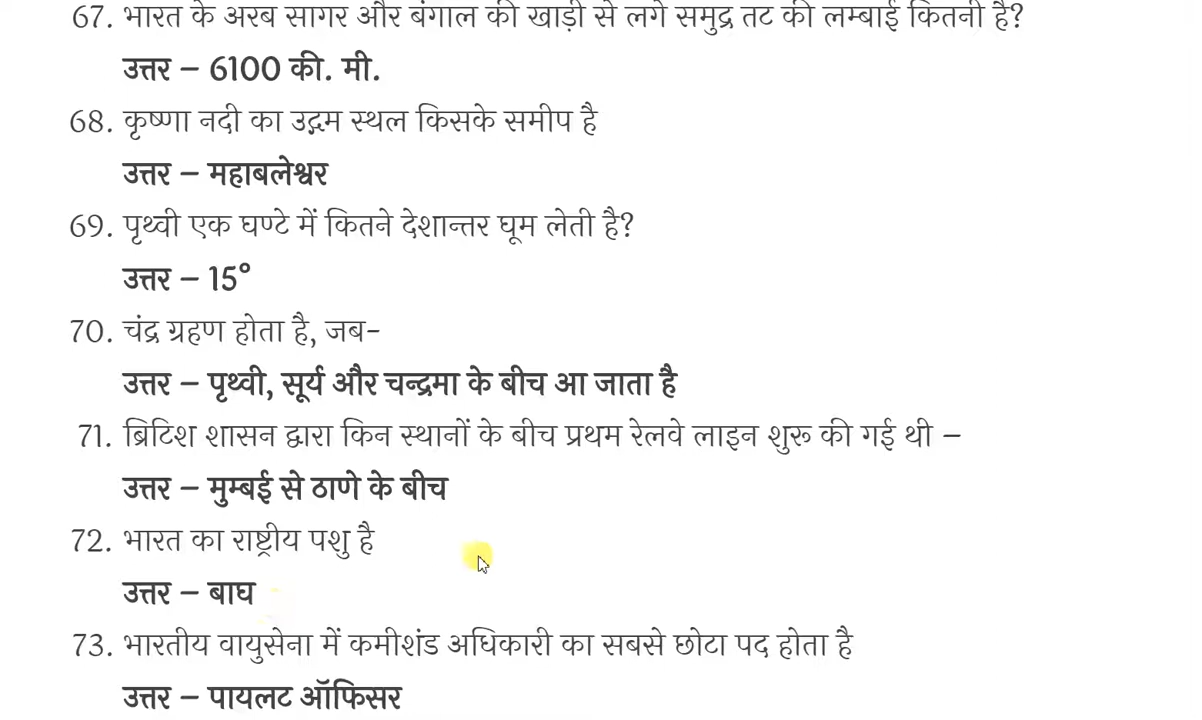 67. भारत के अरब सागर और बंगाल की खाड़ी से लगे समुद्र तट की लम्बाई कितनी है?
उत्तर – 6100 की. मी.
68. कृष्णा नदी का उद्गम स्थल किसके समीप है
उत्तर – महाबलेश्वर
69. पृथ्वी एक घण्टे में कितने देशान्तर घूम लेती है?
उत्तर – 15°
70. चंद्र ग्रहण होता है, जब-
उत्तर – पृथ्वी, सूर्य और चन्द्रमा के बीच आ जाता है
71. ब्रिटिश शासन द्वारा किन स्थानों के बीच प्रथम रेलवे लाइन शुरू की गई थी –
उत्तर – मुम्बई से ठाणे के बीच
72. भारत का राष्ट्रीय पशु है
उत्तर – बाघ
73. भारतीय वायुसेना में कमीशंड अधिकारी का सबसे छोटा पद होता है
उत्तर – पायलट ऑफिसर